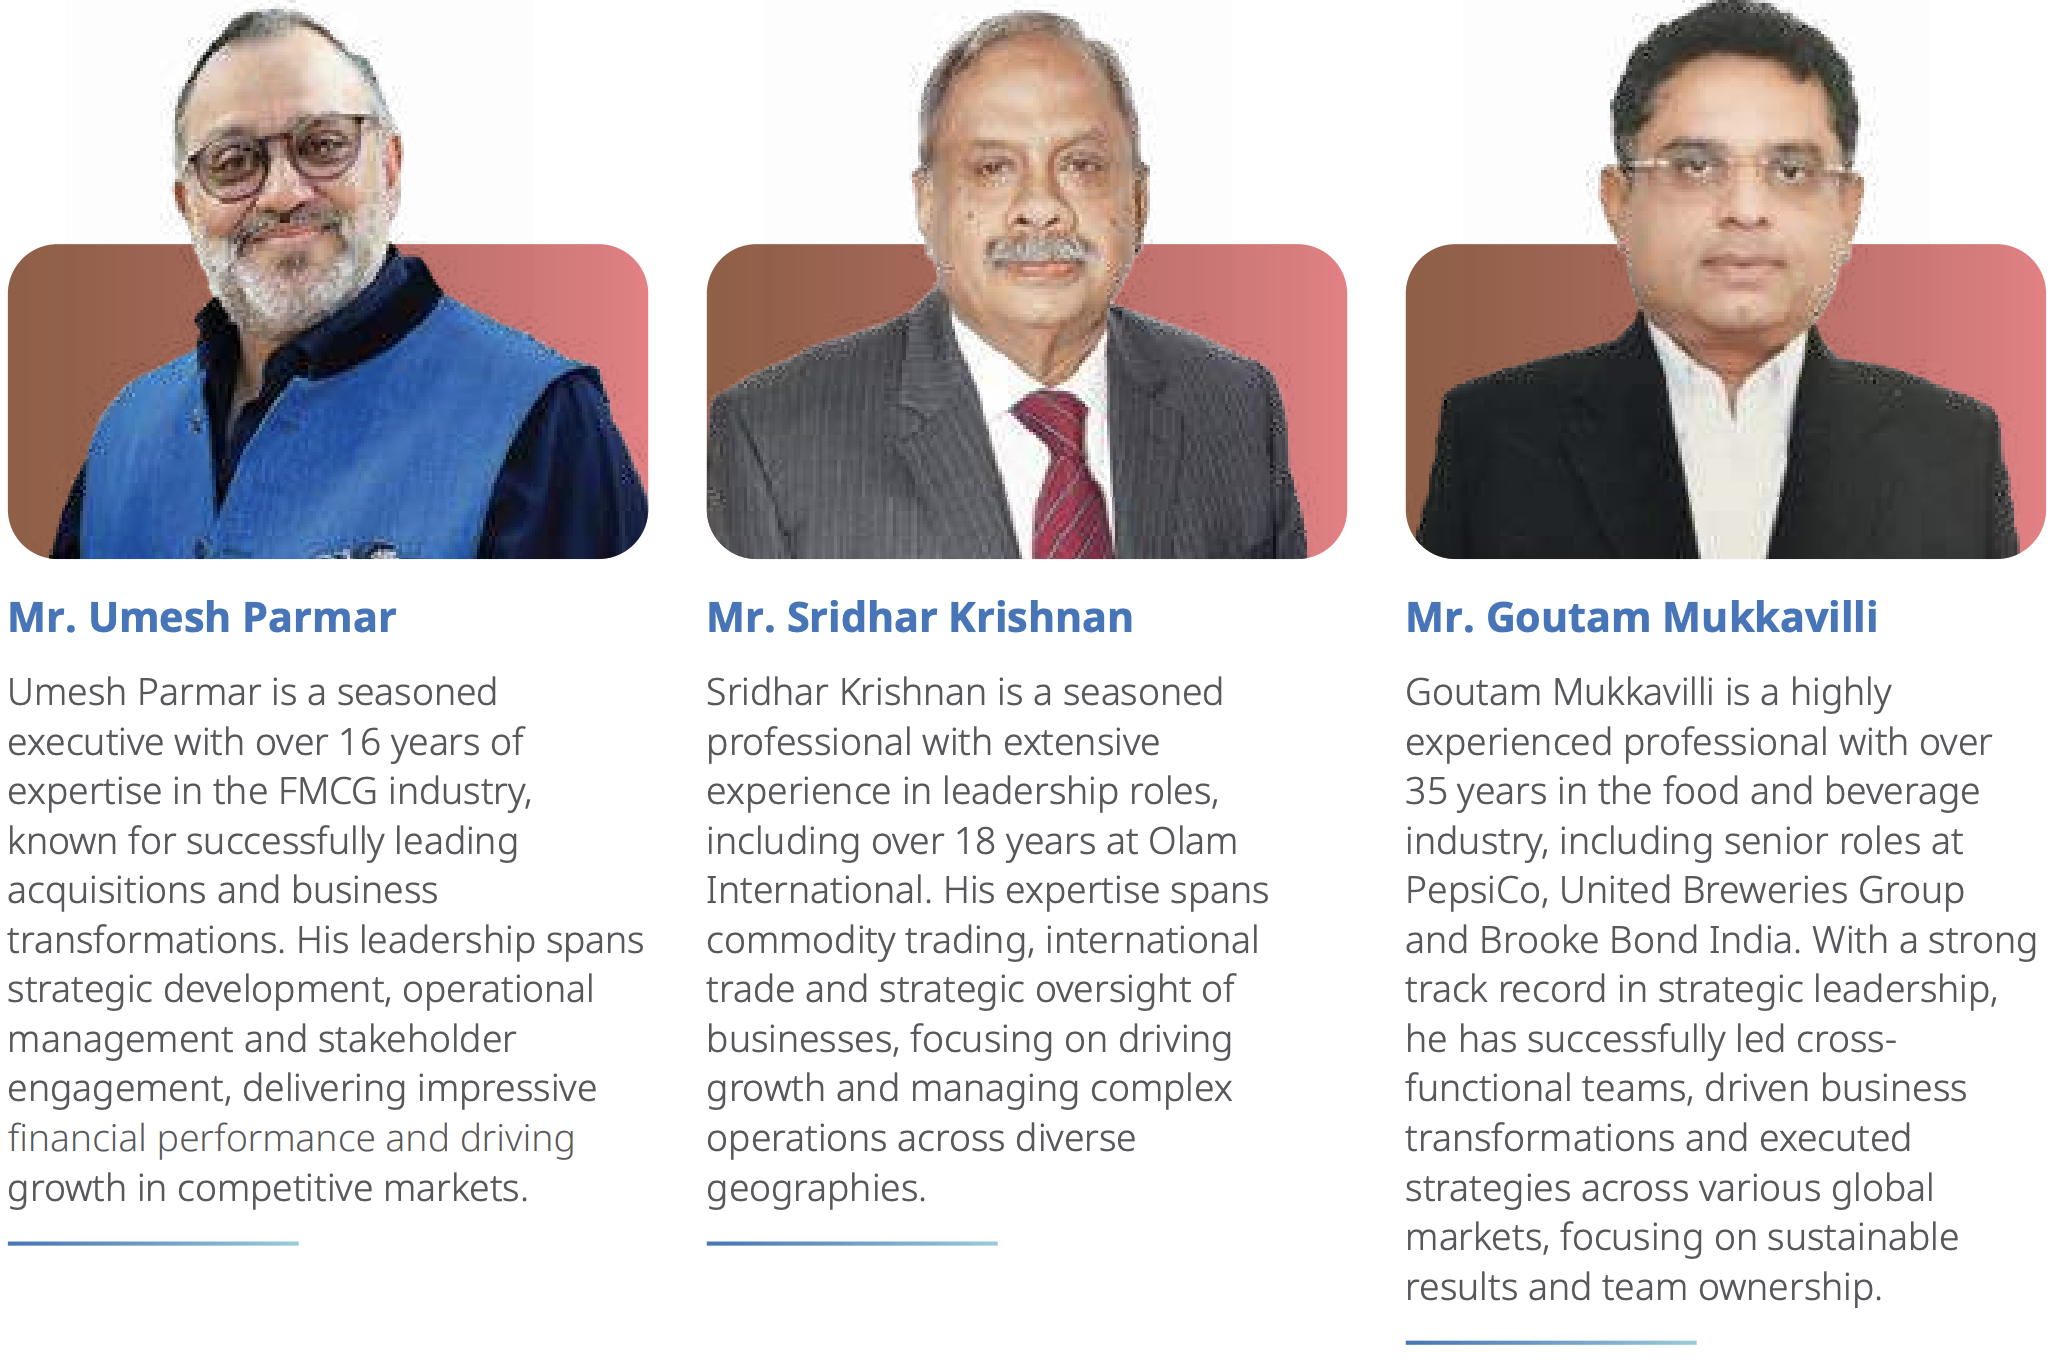 Mr. Umesh Parmar
Umesh Parmar is a seasoned
executive with over 16 years of
expertise in the FMCG industry,
known for successfully leading
acquisitions and business
transformations. His leadership spans
strategic development, operational
management and stakeholder
engagement, delivering impressive
financial performance and driving
growth in competitive markets.
Mr. Sridhar Krishnan
Sridhar Krishnan is a seasoned
professional with extensive
experience in leadership roles,
including over 18 years at Olam
International. His expertise spans
commodity trading, international
trade and strategic oversight of
businesses, focusing on driving
growth and managing complex
operations across diverse
geographies.
Mr. Goutam Mukkavilli
Goutam Mukkavilli is a highly
experienced professional with over
35 years in the food and beverage
industry, including senior roles at
PepsiCo, United Breweries Group
and Brooke Bond India. With a strong
track record in strategic leadership,
he has successfully led cross-
functional teams, driven business
transformations and executed
strategies across various global
markets, focusing on sustainable
results and team ownership.